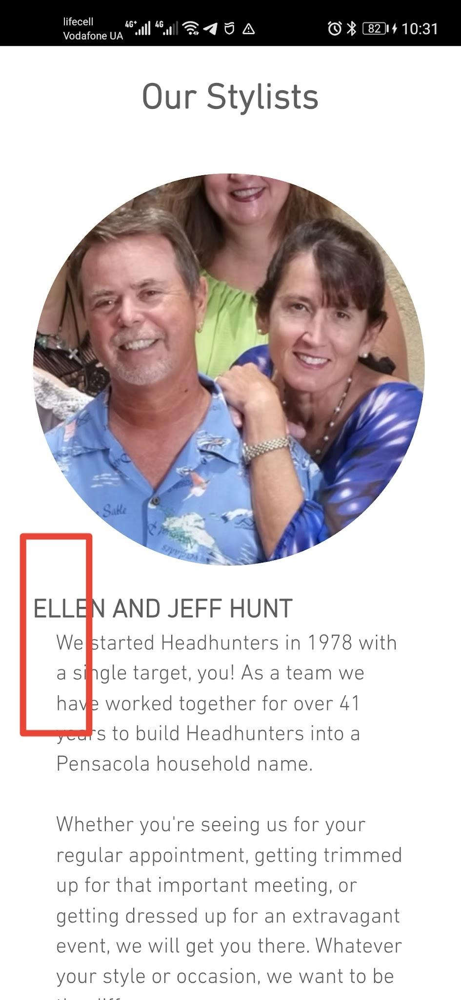 lifecell
Vodafone UA
4G+ 4G 82 10:31
Our Stylists
Sable
ELLEN AND JEFF HUNT
We started Headhunters in 1978 with
a single target, you! As a team we
have worked together for over 41
years to build Headhunters into a
Pensacola household name.
Whether you're seeing us for your
regular appointment, getting trimmed
up for that important meeting, or
getting dressed up for an extravagant
event, we will get you there. Whatever
your style or occasion, we want to be